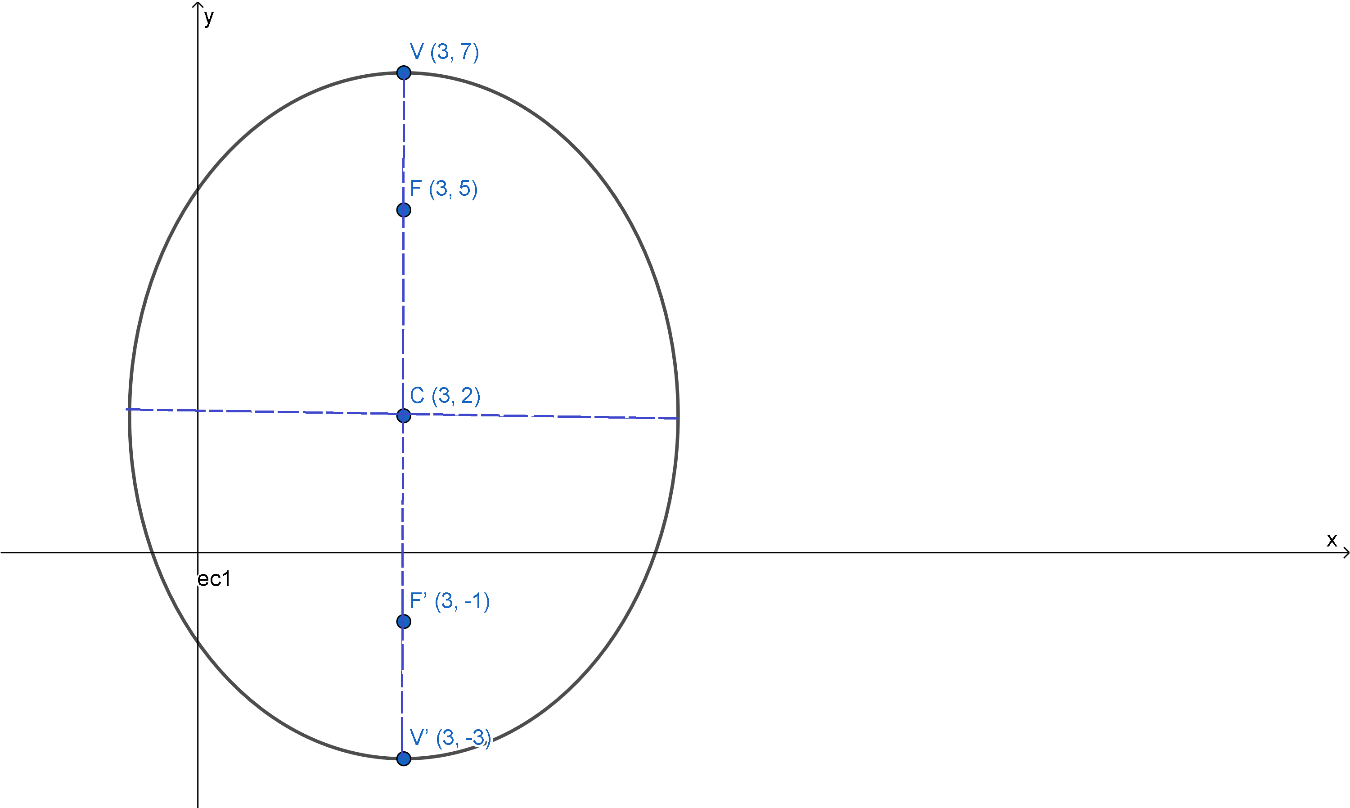 y
V (3, 7)
F (3, 5)
C (3, 2)
x
ec1
F’ (3, -1)
V’ (3, -3)